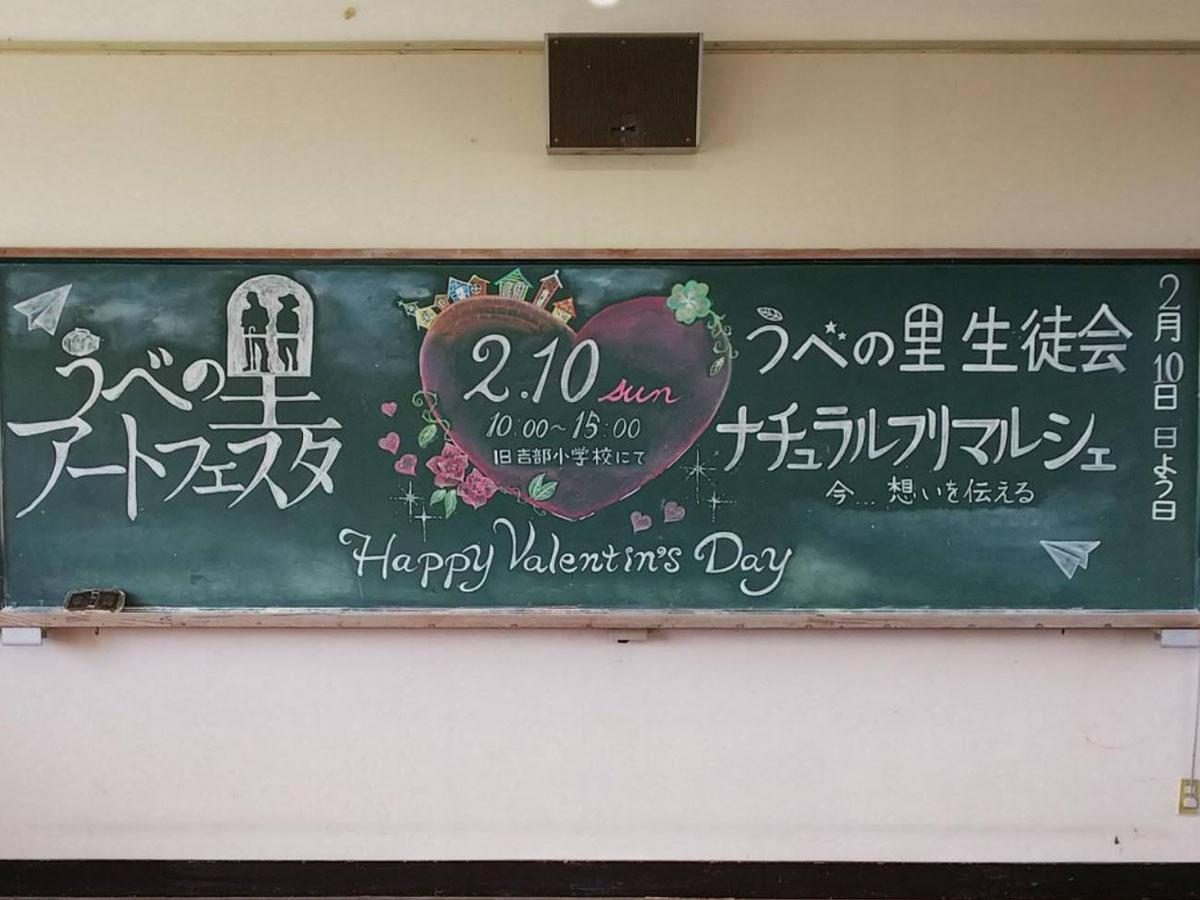 うべの里
アートフェスタ
2.10 sun
10:00~15:00
旧吉部小学校にて
Happy Valentin's Day
うべの里 生徒会
ナチュラルフリマルシェ
今... 想いを伝える
2月10日 日よう日